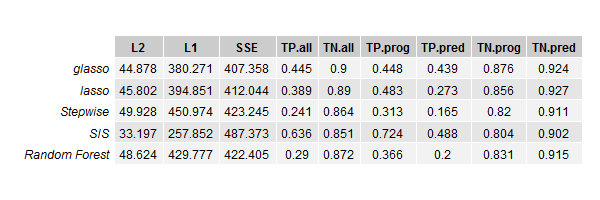 L2 L1 SSE TP.all TN.all TP.prog TP.pred TN.prog TN.pred
glasso 44.878 380.271 407.358 0.445 0.9 0.448 0.439 0.876 0.924
lasso 45.802 394.851 412.044 0.389 0.89 0.483 0.273 0.856 0.927
Stepwise 49.928 450.974 423.245 0.241 0.864 0.313 0.165 0.82 0.911
SIS 33.197 257.852 487.373 0.636 0.851 0.724 0.488 0.804 0.902
Random Forest 48.624 429.777 422.405 0.29 0.872 0.366 0.2 0.831 0.915